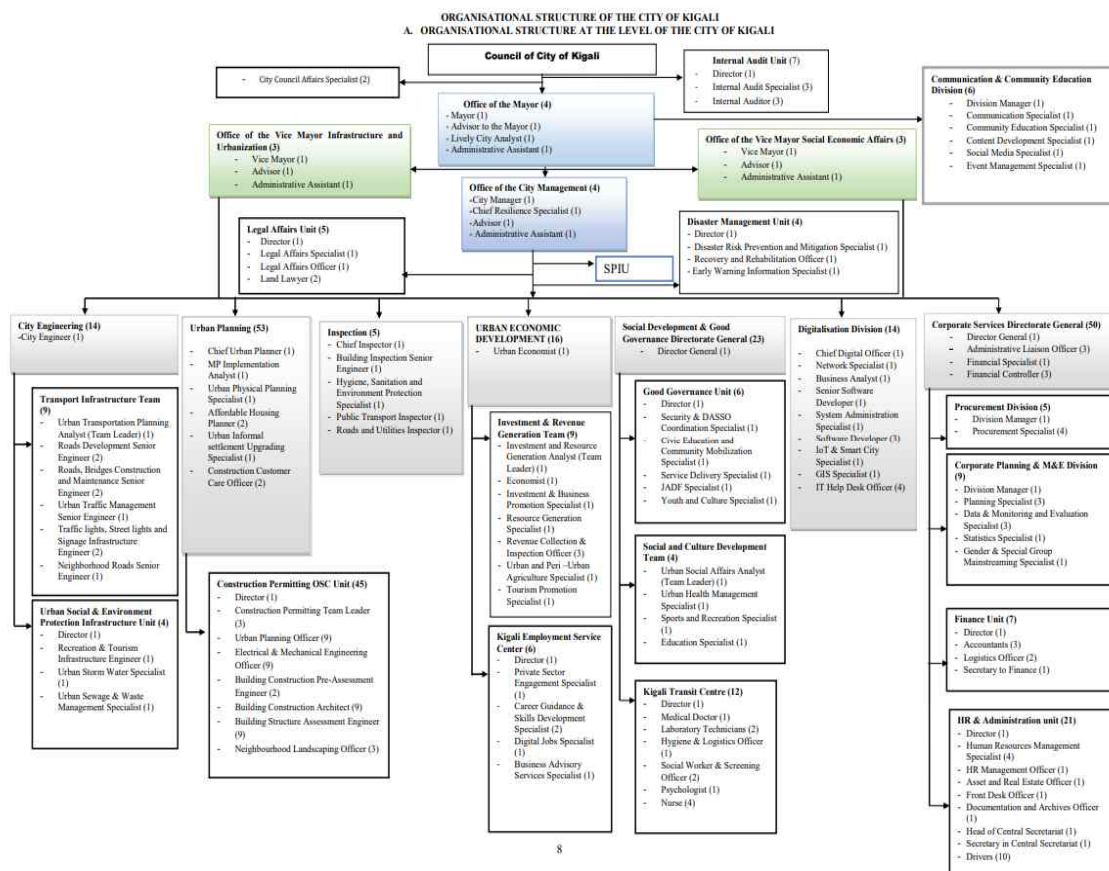 ORGANISATIONAL STRUCTURE OF THE CITY OF KIGALI
A. ORGANISATIONAL STRUCTURE AT THE LEVEL OF THE CITY OF KIGALI
Council of City of Kigali
- City Council Affairs Specialist (2)
Internal Audit Unit (7)
- Director (1)
- Internal Audit Specialist (3)
- Internal Auditor (3)
Communication & Community Education
Division (6)
- Division Manager (1)
- Communication Specialist (1)
- Community Education Specialist (1)
- Content Development Specialist (1)
- Social Media Specialist (1)
- Event Management Specialist (1)
Office of the Mayor (4)
- Mayor (1)
- Advisor to the Mayor (1)
- Lively City Analyst (1)
- Administrative Assistant (1)
Office of the Vice Mayor Infrastructure and
Urbanization (3)
- Vice Mayor (1)
- Advisor (1)
- Administrative Assistant (1)
Office of the Vice Mayor Social Economic Affairs (3)
- Vice Mayor (1)
- Advisor (1)
- Administrative Assistant (1)
Office of the City Management (4)
-City Manager (1)
-Chief Resilience Specialist (1)
-Advisor (1)
- Administrative Assistant (1)
Legal Affairs Unit (5)
- Director (1)
- Legal Affairs Specialist (1)
- Legal Affairs Officer (1)
- Land Lawyer (2)
Disaster Management Unit (4)
- Director (1)
- Disaster Risk Prevention and Mitigation Specialist (1)
- Recovery and Rehabilitation Officer (1)
- Early Warning Information Specialist (1)
SPIU
City Engineering (14)
-City Engineer (1)
Transport Infrastructure Team
(9)
- Urban Transportation Planning
Analyst (Team Leader) (1)
- Roads Development Senior
Engineer (2)
- Roads, Bridges Construction
and Maintenance Senior
Engineer (2)
- Urban Traffic Management
Senior Engineer (1)
- Traffic lights, Street lights and
Signage Infrastructure
Engineer (2)
- Neighborhood Roads Senior
Engineer (1)
Urban Social & Environment
Protection Infrastructure Unit (4)
- Director (1)
- Recreation & Tourism
Infrastructure Engineer (1)
- Urban Storm Water Specialist
(1)
- Urban Sewage & Waste
Management Specialist (1)
Urban Planning (53)
- Chief Urban Planner (1)
- MP Implementation
Analyst (1)
- Urban Physical Planning
Specialist (1)
- Affordable Housing
Planner (2)
- Urban Informal
settlement Upgrading
Specialist (1)
- Construction Customer
Care Officer (2)
Construction Permitting OSC Unit (45)
- Director (1)
- Construction Permitting Team Leader
(3)
- Urban Planning Officer (9)
- Electrical & Mechanical Engineering
Officer (9)
- Building Construction Pre-Assessment
Engineer (2)
- Building Construction Architect (9)
- Building Structure Assessment Engineer
(9)
- Neighbourhood Landscaping Officer (3)
Inspection (5)
- Chief Inspector (1)
- Building Inspection Senior
Engineer (1)
- Hygiene, Sanitation and
Environment Protection
Specialist (1)
- Public Transport Inspector (1)
- Roads and Utilities Inspector (1)
URBAN ECONOMIC
DEVELOPMENT (16)
- Urban Economist (1)
Investment & Revenue
Generation Team (9)
- Investment and Resource
Generation Analyst (Team
Leader) (1)
- Economist (1)
- Investment & Business
Promotion Specialist (1)
- Resource Generation
Specialist (1)
- Revenue Collection &
Inspection Officer (3)
- Urban and Peri –Urban
Agriculture Specialist (1)
- Tourism Promotion
Specialist (1)
Kigali Employment Service
Center (6)
- Director (1)
- Private Sector
Engagement Specialist
(1)
- Career Guidance &
Skills Development
Specialist (2)
- Digital Jobs Specialist
(1)
- Business Advisory
Services Specialist (1)
Social Development & Good
Governance Directorate General (23)
- Director General (1)
Good Governance Unit (6)
- Director (1)
- Security & DASSO
Coordination Specialist (1)
- Civic Education and
Community Mobilization
Specialist (1)
- Service Delivery Specialist (1)
- JADF Specialist (1)
- Youth and Culture Specialist (1)
Social and Culture Development
Team (4)
- Urban Social Affairs Analyst
(Team Leader) (1)
- Urban Health Management
Specialist (1)
- Sports and Recreation Specialist
(1)
- Education Specialist (1)
Kigali Transit Centre (12)
- Director (1)
- Medical Doctor (1)
- Laboratory Technicians (2)
- Hygiene & Logistics Officer
(1)
- Social Worker & Screening
Officer (2)
- Psychologist (1)
- Nurse (4)
Digitalisation Division (14)
- Chief Digital Officer (1)
- Network Specialist (1)
- Business Analyst (1)
- Senior Software
Developer (1)
- System Administration
Specialist (1)
- Software Developer (3)
- IoT & Smart City
Specialist (1)
- GIS Specialist (1)
- IT Help Desk Officer (4)
Corporate Services Directorate General (50)
- Director General (1)
- Administrative Liaison Officer (3)
- Financial Specialist (1)
- Financial Controller (3)
Procurement Division (5)
- Division Manager (1)
- Procurement Specialist (4)
Corporate Planning & M&E Division
(9)
- Division Manager (1)
- Planning Specialist (3)
- Data & Monitoring and Evaluation
Specialist (3)
- Statistics Specialist (1)
- Gender & Special Group
Mainstreaming Specialist (1)
Finance Unit (7)
- Director (1)
- Accountants (3)
- Logistics Officer (2)
- Secretary to Finance (1)
HR & Administration unit (21)
- Director (1)
- Human Resources Management
Specialist (4)
- HR Management Officer (1)
- Asset and Real Estate Officer (1)
- Front Desk Officer (1)
- Documentation and Archives Officer
(1)
- Head of Central Secretariat (1)
- Secretary in Central Secretariat (1)
- Drivers (10)
8